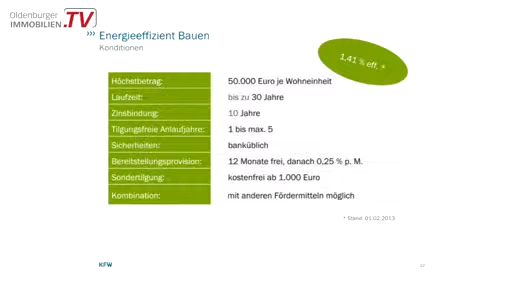 Oldenburger
IMMOBILIEN.TV
››› Energieeffizient Bauen
Konditionen
1,41 % eff. *
Höchstbetrag: 50.000 Euro je Wohneinheit
Laufzeit: bis zu 30 Jahre
Zinsbindung: 10 Jahre
Tilgungsfreie Anlaufjahre: 1 bis max. 5
Sicherheiten: banküblich
Bereitstellungsprovision: 12 Monate frei, danach 0,25 % p. M.
Sondertilgung: kostenfrei ab 1.000 Euro
Kombination: mit anderen Fördermitteln möglich
* Stand: 01.02.2013
KFW